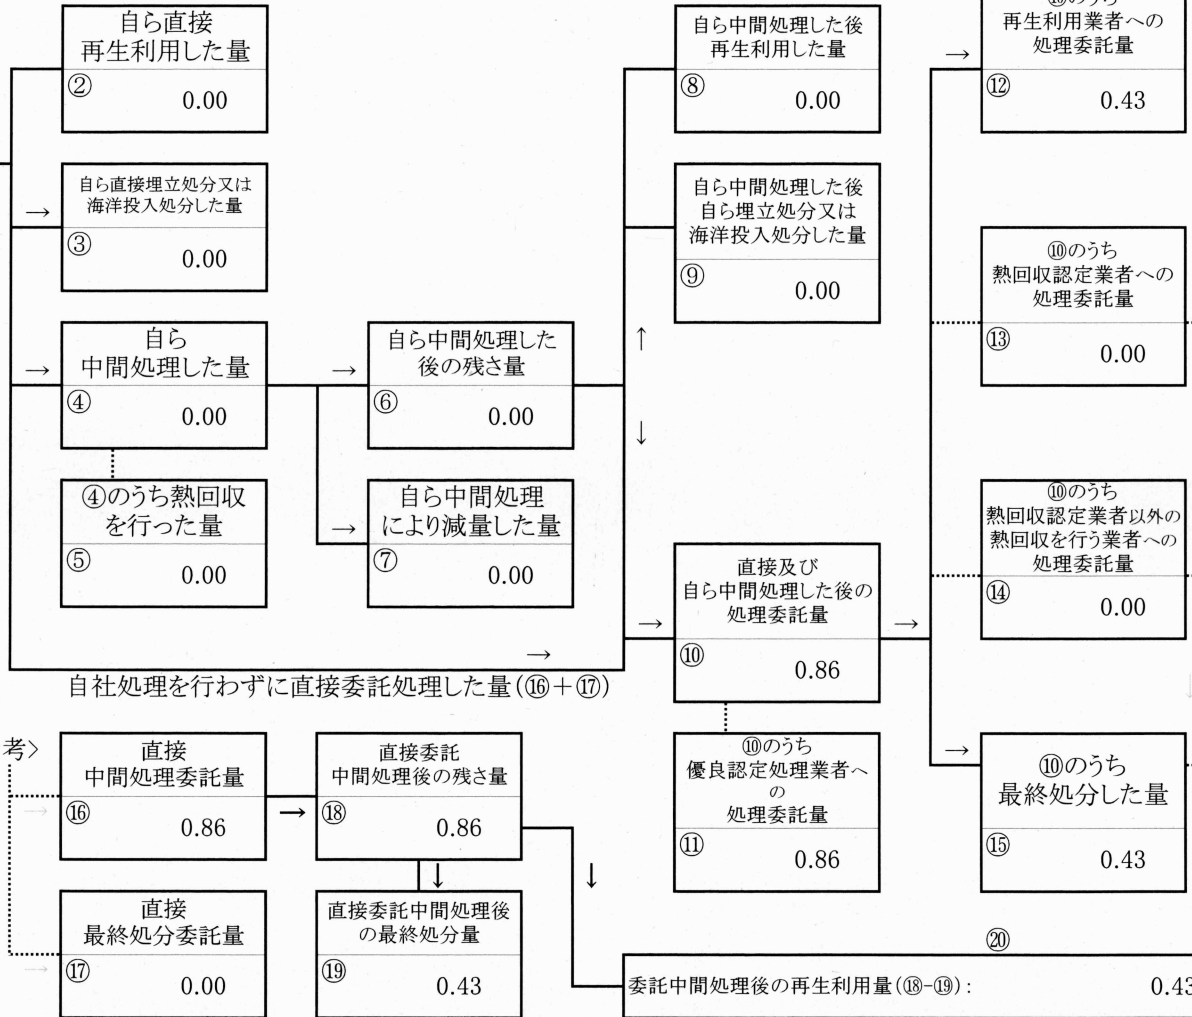 自ら直接
再生利用した量
②
0.00
自ら直接埋立処分又は
海洋投入処分した量
→
③
0.00
自ら
中間処理した量
→
④
0.00
④のうち熱回収
を行った量
⑤
0.00
→
自ら中間処理した
後の残さ量
⑥
0.00
→
自ら中間処理
により減量した量
⑦
0.00
自ら中間処理した後
再生利用した量
⑧
0.00
自ら中間処理した後
自ら埋立処分又は
海洋投入処分した量
⑨
0.00
↑
↓
→
自社処理を行わずに直接委託処理した量(⑯+⑰)
→
直接及び
自ら中間処理した後の
処理委託量
⑩
0.86
⑩のうち
優良認定処理業者へ
の
処理委託量
⑪
0.86
→
→
再生利用業者への
処理委託量
⑫
0.43
⑩のうち
熱回収認定業者への
処理委託量
⑬
0.00
⑩のうち
熱回収認定業者以外の
熱回収を行う業者への
処理委託量
⑭
0.00
→
⑩のうち
最終処分した量
⑮
0.43
考>
直接
中間処理委託量
→
⑯
0.86
→
直接委託
中間処理後の残さ量
⑱
0.86
↓
↓
直接
最終処分委託量
→
⑰
0.00
直接委託中間処理後
の最終処分量
⑲
0.43
⑳
委託中間処理後の再生利用量(⑱-⑲): 0.43